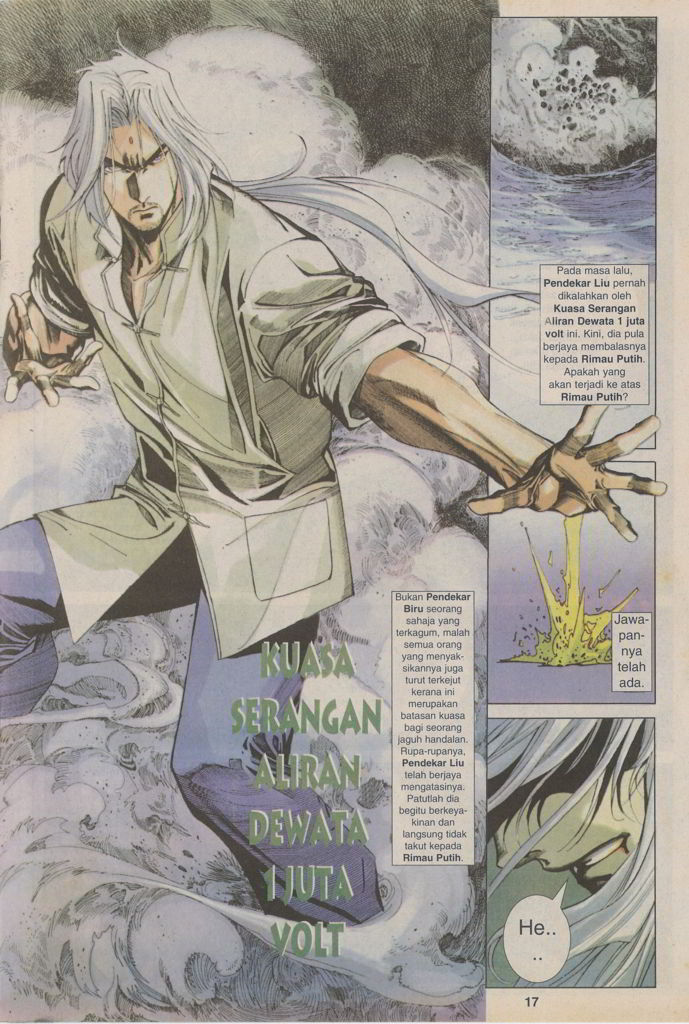 Pada masa lalu,
Pendekar Liu pernah
dikalahkan oleh
Kuasa Serangan
Aliran Dewata 1 juta
volt ini. Kini, dia pula
berjaya membalasnya
kepada Rimau Putih.
Apakah yang
akan terjadi ke atas
Rimau Putih?
Bukan Pendekar
Biru seorang
sahaja yang
terkagum, malah
semua orang
yang menyak-
sikannya juga
turut terkejut
kerana ini
merupakan
batasan kuasa
bagi seorang
jaguh handalan.
Rupa-rupanya,
Pendekar Liu
telah berjaya
mengatasinya.
Patutlah dia
begitu berkeya-
kinan dan
langsung tidak
takut kepada
Rimau Putih.
Jawa-
pan-
nya
telah
ada.
KUASA
SERANGAN
ALIRAN
DEWATA
1 JUTA
VOLT
He..
..
17